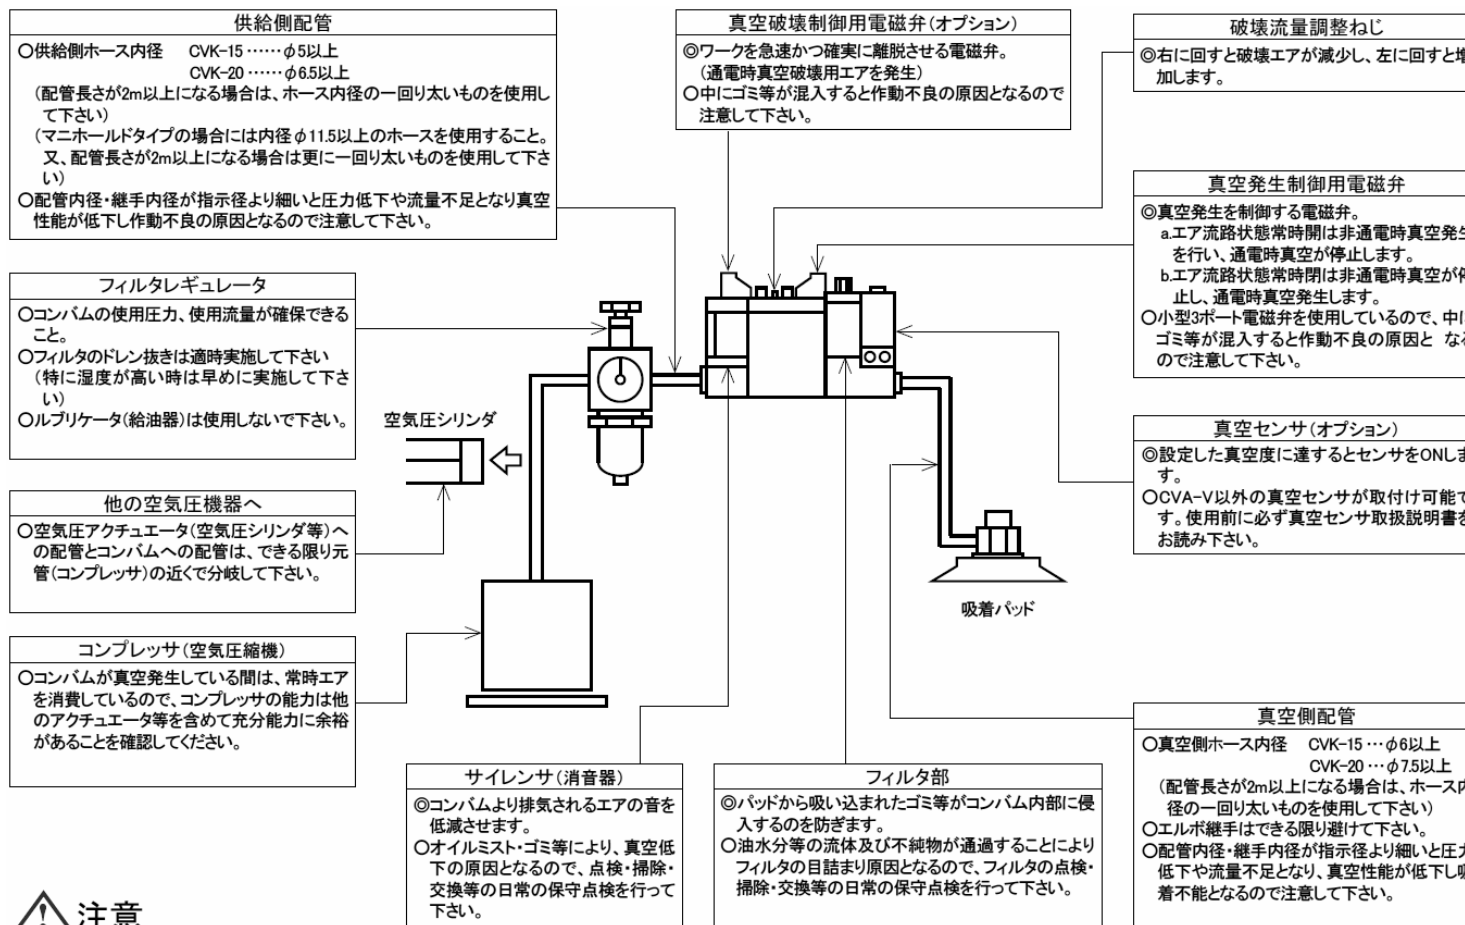 供給側配管
○供給側ホース内径　CVK-15 ‥‥‥φ5以上
CVK-20 ‥‥‥φ6.5以上
(配管長さが2m以上になる場合は、ホース内径の一回り太いものを使用し
て下さい)
(マニホールドタイプの場合には内径φ11.5以上のホースを使用すること。
又、配管長さが2m以上になる場合は更に一回り太いものを使用して下さ
い)
○配管内径・継手内径が指示径より細いと圧力低下や流量不足となり真空
性能が低下し作動不良の原因となるので注意して下さい。
真空破壊制御用電磁弁(オプション)
◎ワークを急速かつ確実に離脱させる電磁弁。
(通電時真空破壊用エアを発生)
○中にゴミ等が混入すると作動不良の原因となるので
注意して下さい。
破壊流量調整ねじ
◎右に回すと破壊エアが減少し、左に回すと増
加します。
真空発生制御用電磁弁
◎真空発生を制御する電磁弁。
a.エア流路状態常時開は非通電時真空発生
を行い、通電時真空が停止します。
b.エア流路状態常時閉は非通電時真空が停
止し、通電時真空発生します。
○小型3ポート電磁弁を使用しているので、中に
ゴミ等が混入すると作動不良の原因と なる
ので注意して下さい。
フィルタレギュレータ
○コンバムの使用圧力、使用流量が確保できる
こと。
○フィルタのドレン抜きは適時実施して下さい
(特に湿度が高い時は早めに実施して下さ
い)
○ルブリケータ(給油器)は使用しないで下さい。
空気圧シリンダ
真空センサ(オプション)
◎設定した真空度に達するとセンサをONしま
す。
○CVA-V以外の真空センサが取付け可能で
す。使用前に必ず真空センサ取扱説明書を
お読み下さい。
他の空気圧機器へ
○空気圧アクチュエータ(空気圧シリンダ等)へ
の配管とコンバムへの配管は、できる限り元
管(コンプレッサ)の近くで分岐して下さい。
吸着パッド
コンプレッサ(空気圧縮機)
○コンバムが真空発生している間は、常時エア
を消費しているので、コンプレッサの能力は他
のアクチュエータ等を含めて充分能力に余裕
があることを確認してください。
サイレンサ(消音器)
◎コンバムより排気されるエアの音を
低減させます。
○オイルミスト・ゴミ等により、真空低
下の原因となるので、点検・掃除・
交換等の日常の保守点検を行って
下さい。
フィルタ部
◎パッドから吸い込まれたゴミ等がコンバム内部に侵
入するのを防ぎます。
○油水分等の流体及び不純物が通過することにより
フィルタの目詰まり原因となるので、フィルタの点検・
掃除・交換等の日常の保守点検を行って下さい。
真空側配管
○真空側ホース内径　CVK-15 ‥·φ6以上
CVK-20 ‥·φ7.5以上
(配管長さが2m以上になる場合は、ホース内
径の一回り太いものを使用して下さい)
○エルボ継手はできる限り避けて下さい。
○配管内径・継手内径が指示径より細いと圧力
低下や流量不足となり、真空性能が低下し吸
着不能となるので注意して下さい。
注意